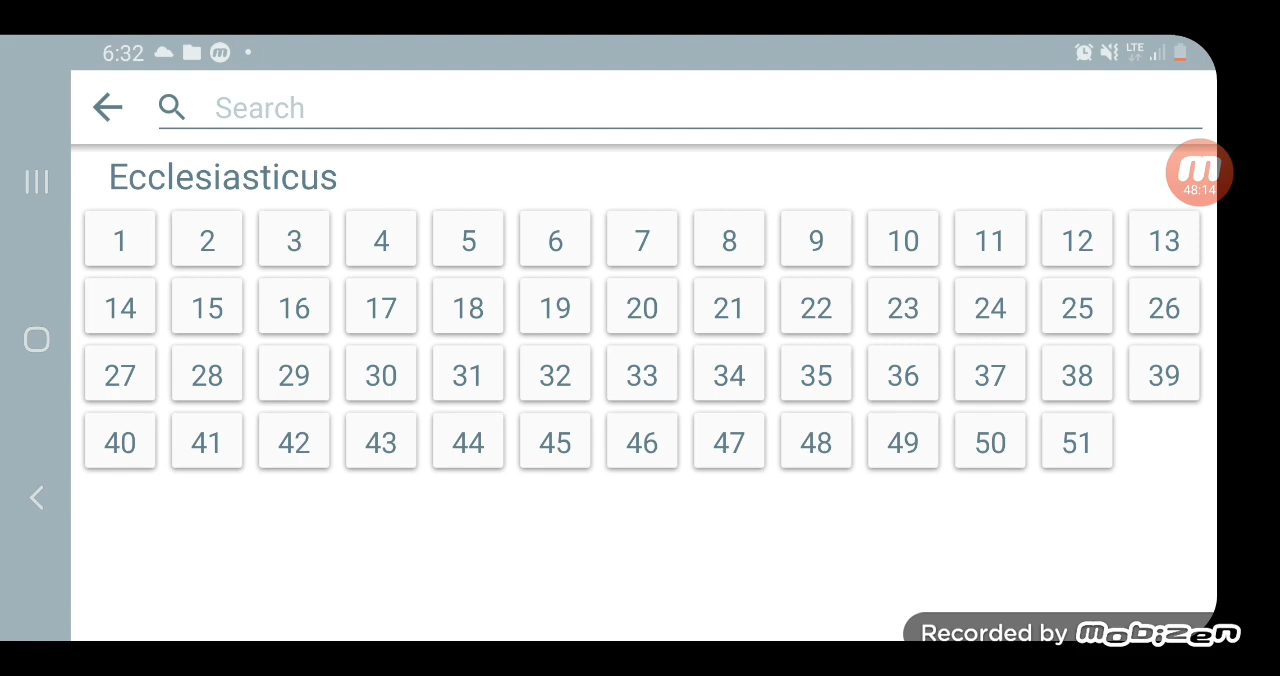 6:32 LTE
Search
Ecclesiasticus
48:14
1 2 3 4 5 6 7 8 9 10 11 12 13
14 15 16 17 18 19 20 21 22 23 24 25 26
27 28 29 30 31 32 33 34 35 36 37 38 39
40 41 42 43 44 45 46 47 48 49 50 51
Recorded by mobizen